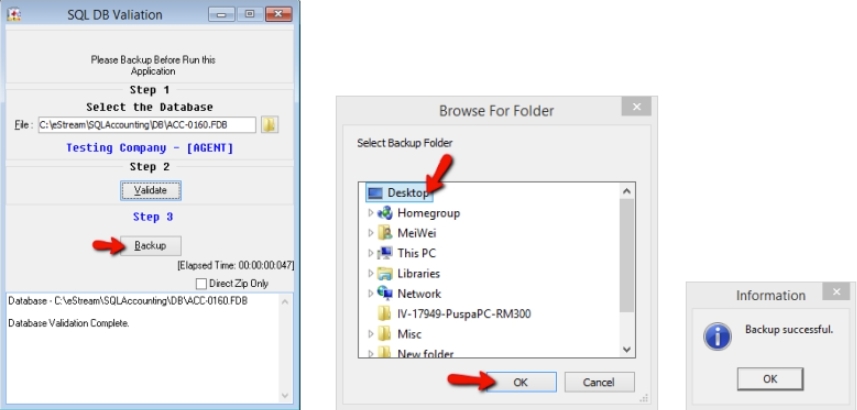 SQL DB Valiation
Please Backup Before Run this
Application
Step 1
Select the Database
File : C:\eStream\SQLAccounting\DB\ACC-0160.FDB
Testing Company - [AGENT]
Step 2
Validate
Step 3
Backup
[Elapsed Time: 00:00:00:047]
Direct Zip Only
Database - C:\eStream\SQLAccounting\DB\ACC-0160.FDB
Database Validation Complete.
Browse For Folder
Select Backup Folder
Desktop
Homegroup
MeiWei
This PC
Libraries
Network
IV-17949-PuspaPC-RM300
Misc
New folder
OK
Cancel
Information
Backup successful.
OK